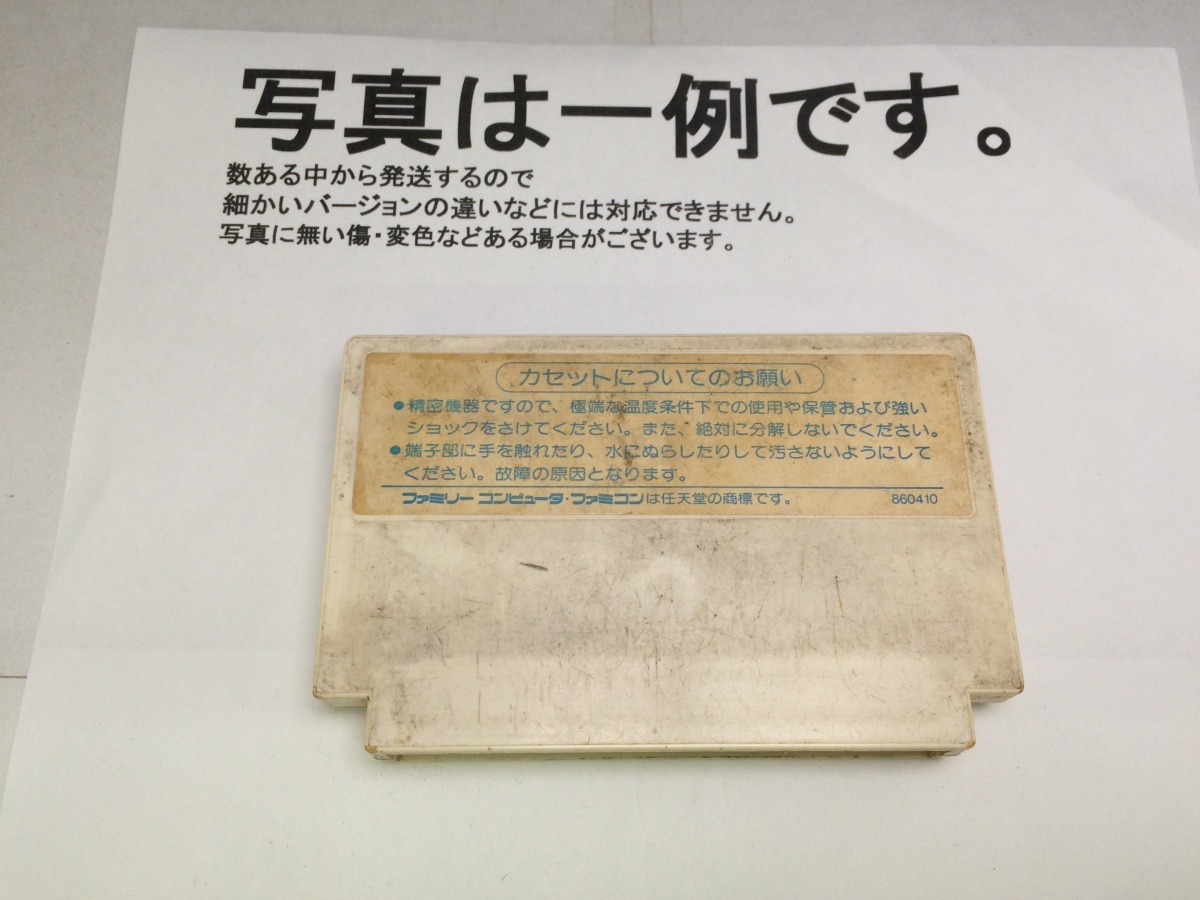 写真は一例です。
数ある中から発送するので
細かいバージョンの違いなどには対応できません。
写真に無い傷・変色などある場合がございます。
カセットについてのお願い
●精密機器ですので、極端な温度条件下での使用や保管および強い
ショックをさけてください。また、絶対に分解しないでください。
●端子部に手を触れたり、水にぬらしたりして汚さないようにして
ください。故障の原因となります。
ファミリーコンピュータ・ファミコンは任天堂の商標です。 860410